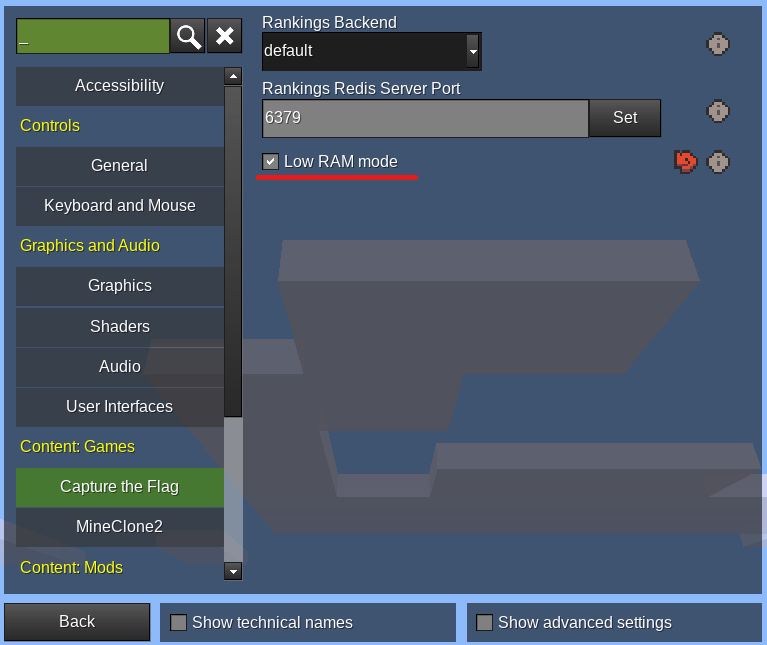 _
Accessibility
Controls
General
Keyboard and Mouse
Graphics and Audio
Graphics
Shaders
Audio
User Interfaces
Content: Games
Capture the Flag
MineClone2
Content: Mods
Rankings Backend
default
Rankings Redis Server Port
6379
Set
Low RAM mode
Back
Show technical names
Show advanced settings